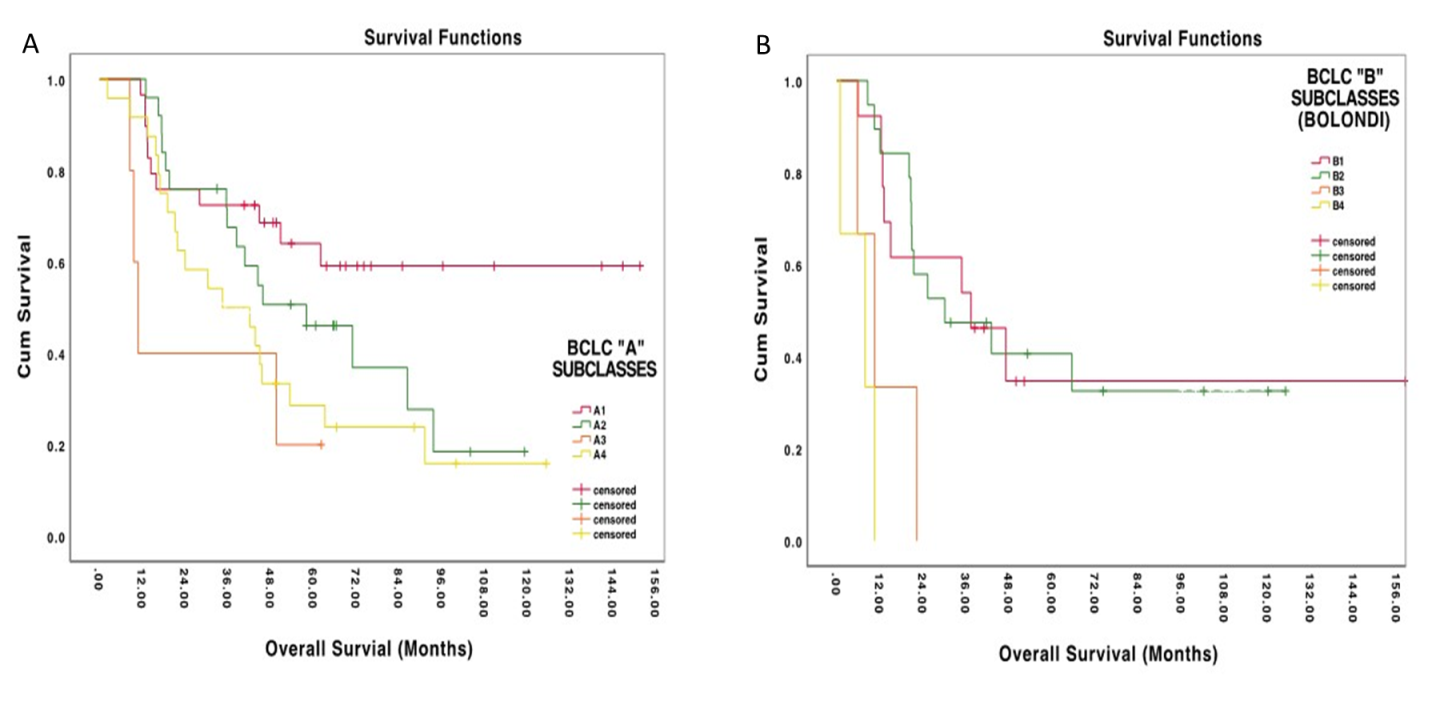 A
Survival Functions
Cum Survival
1.0
0.8
0.6
0.4
0.2
0.0
BCLC "A"
SUBCLASSES
A1
A2
A3
A4
censored
censored
censored
censored
.00
12.00
24.00
36.00
48.00
60.00
72.00
84.00
96.00
108.00
120.00
132.00
144.00
156.00
Overall Survial (Months)
B
Survival Functions
Cum Survival
1.0
0.8
0.6
0.4
0.2
0.0
BCLC "B"
SUBCLASSES
(BOLONDI)
B1
B2
B3
B4
censored
censored
censored
censored
.00
12.00
24.00
36.00
48.00
60.00
72.00
84.00
96.00
108.00
120.00
132.00
144.00
156.00
Overall Survival (Months)